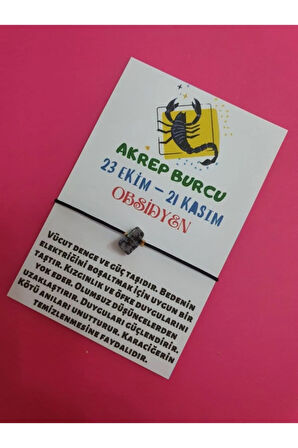 AKREP BURCU
23 EKİM – 21 KASIM
OBSİDYEN
VÜCUT DENGE VE GÜÇ TAŞIDIR. BEDENİN
ELEKTRİĞİNİ BOŞALTMAK İÇİN UYGUN BİR
TAŞTIR. KIZGINLIK VE ÖFKE DUYGULARINI
YOK EDER. OLUMSUZ DÜŞÜNCELERDEN
UZAKLAŞTIRIR. DUYGULARI GÜÇLENDİRİR.
KÖTÜ ANILARI UNUTTURUR. KARACİĞERİN
TEMİZLENMESİNE FAYDALIDIR.